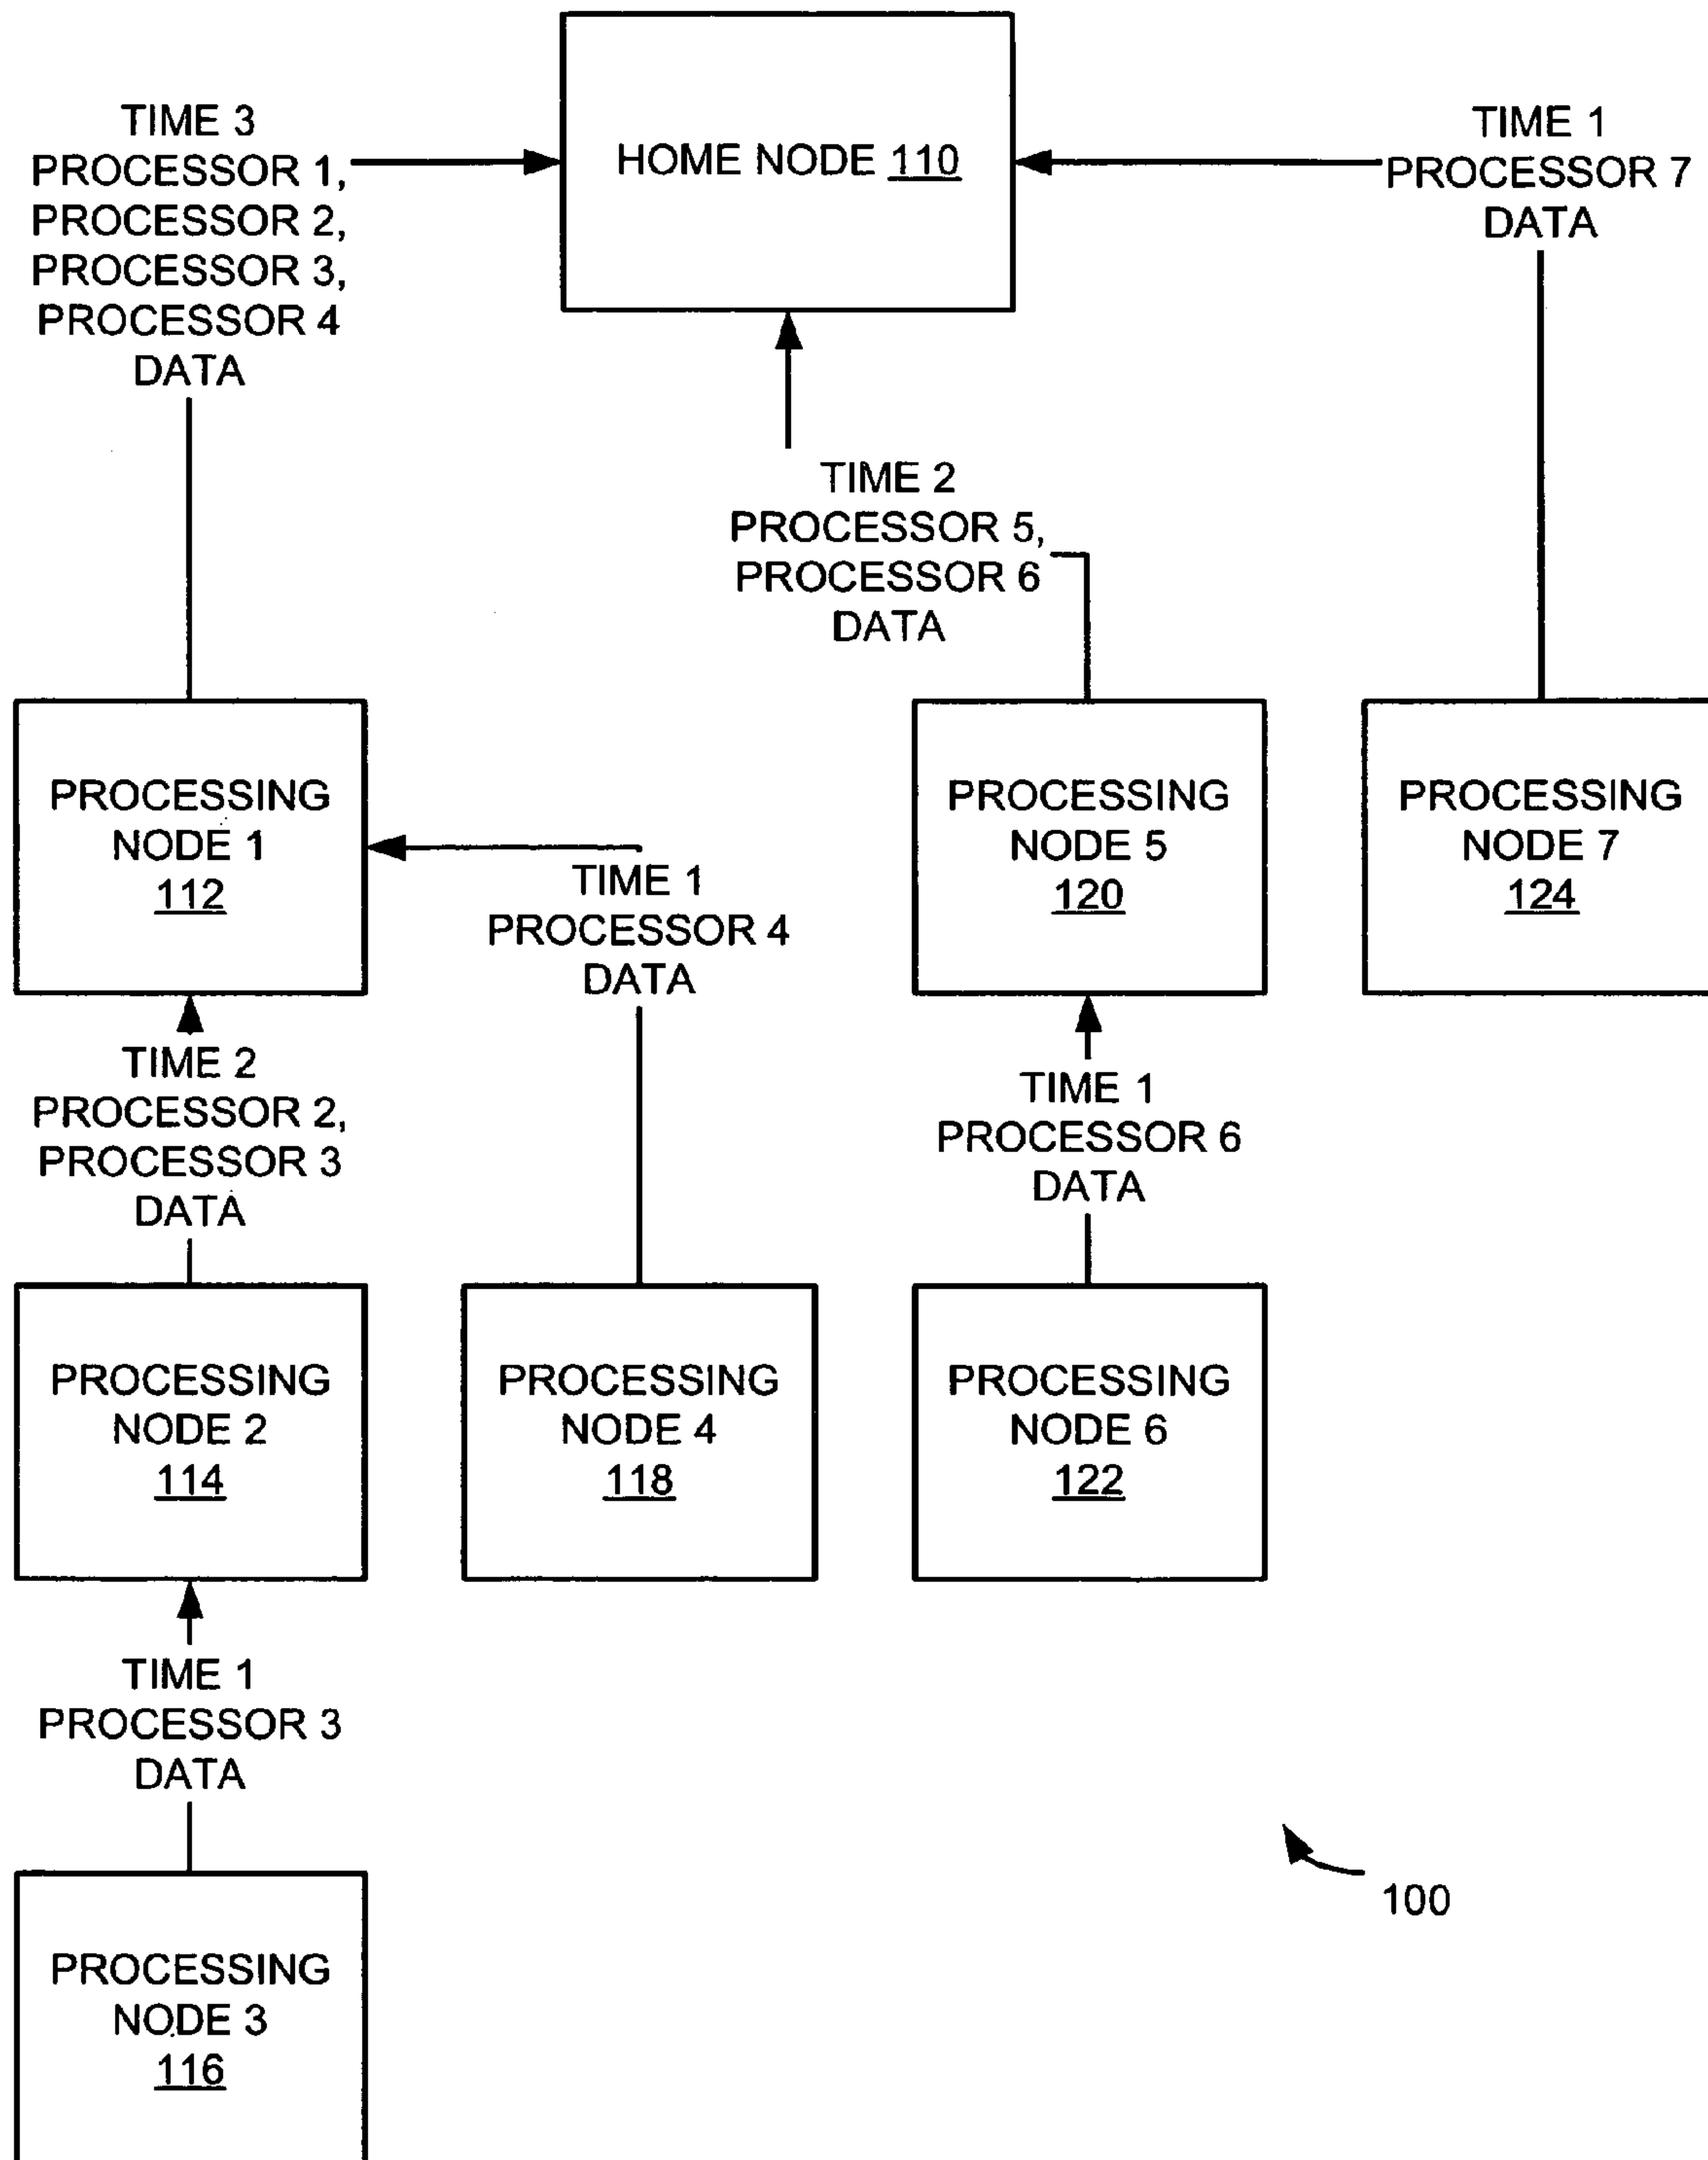 TIME 3
PROCESSOR 1,
PROCESSOR 2,
PROCESSOR 3,
PROCESSOR 4
DATA
HOME NODE 110
TIME 1
PROCESSOR 7
DATA
TIME 2
PROCESSOR 5,
PROCESSOR 6
DATA
PROCESSING
NODE 1
112
TIME 1
PROCESSOR 4
DATA
PROCESSING
NODE 5
120
PROCESSING
NODE 7
124
TIME 2
PROCESSOR 2,
PROCESSOR 3
DATA
TIME 1
PROCESSOR 6
DATA
PROCESSING
NODE 2
114
PROCESSING
NODE 4
118
PROCESSING
NODE 6
122
TIME 1
PROCESSOR 3
DATA
100
PROCESSING
NODE 3
116